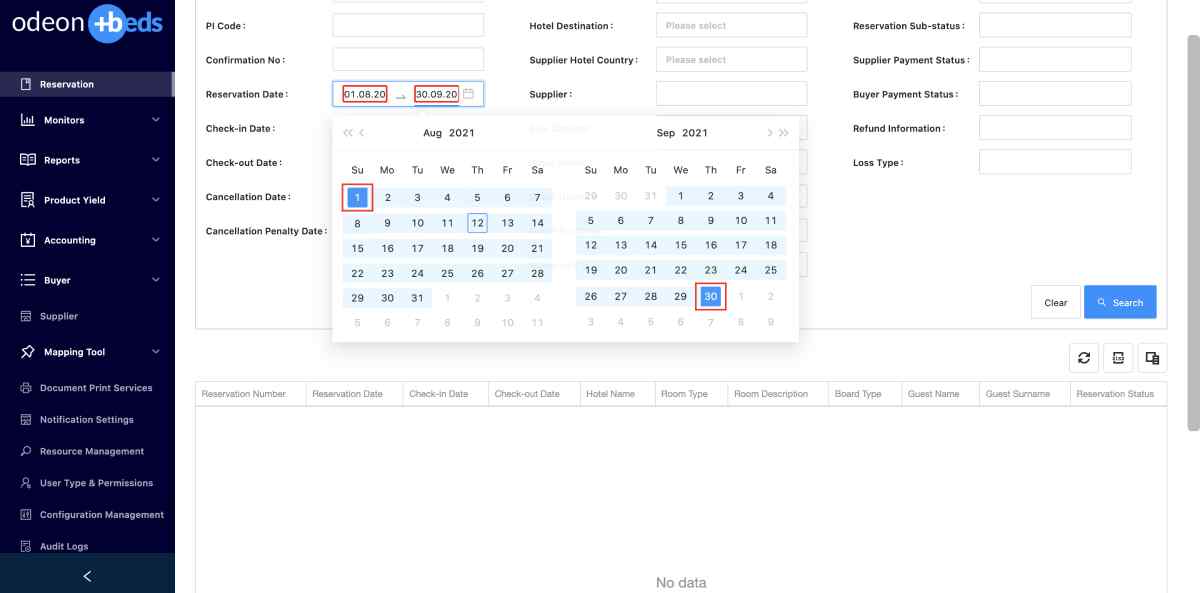 odeon +beds
Reservation
Monitors
Reports
Product Yield
Accounting
Buyer
Supplier
Mapping Tool
Document Print Services
Notification Settings
Resource Management
User Type & Permissions
Configuration Management
Audit Logs
PI Code : Hotel Destination : Please select Reservation Sub-status :
Confirmation No : Supplier Hotel Country : Please select Supplier Payment Status :
Reservation Date : 01.08.20 → 30.09.20 Supplier : Buyer Payment Status :
Check-in Date : Refund Information :
Check-out Date : Loss Type :
Cancellation Date :
Cancellation Penalty Date :
Aug 2021
Su Mo Tu We Th Fr Sa
1 2 3 4 5 6 7
8 9 10 11 12 13 14
15 16 17 18 19 20 21
22 23 24 25 26 27 28
29 30 31 1 2 3 4
5 6 7 8 9 10 11
Sep 2021
Su Mo Tu We Th Fr Sa
29 30 31 1 2 3 4
5 6 7 8 9 10 11
12 13 14 15 16 17 18
19 20 21 22 23 24 25
26 27 28 29 30 1 2
3 4 5 6 7 8 9
Clear Search
Reservation Number Reservation Date Check-in Date Check-out Date Hotel Name Room Type Room Description Board Type Guest Name Guest Surname Reservation Status
No data